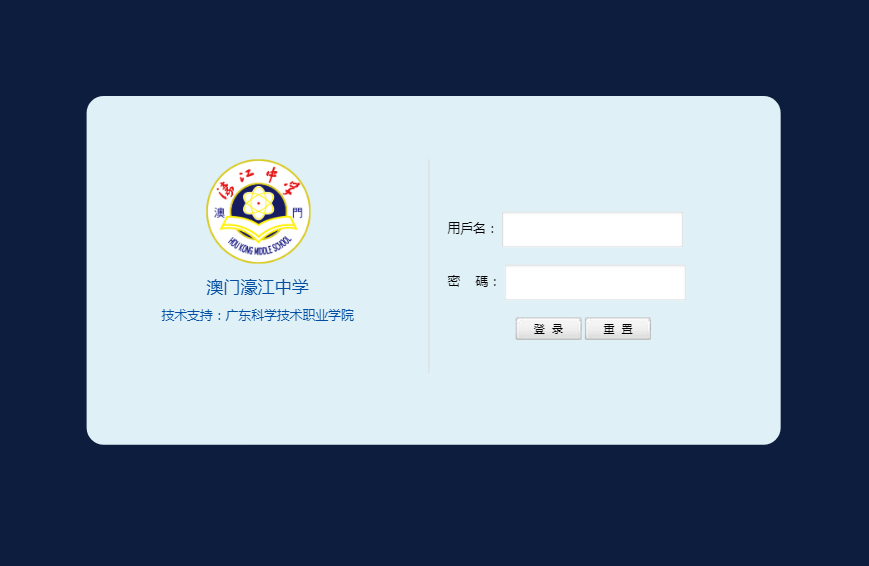 濠江中学
澳 門
HOU KONG MIDDLE SCHOOL
澳门濠江中学
技术支持：广东科学技术职业学院
用戶名：
密 碼：
登 录 重 置